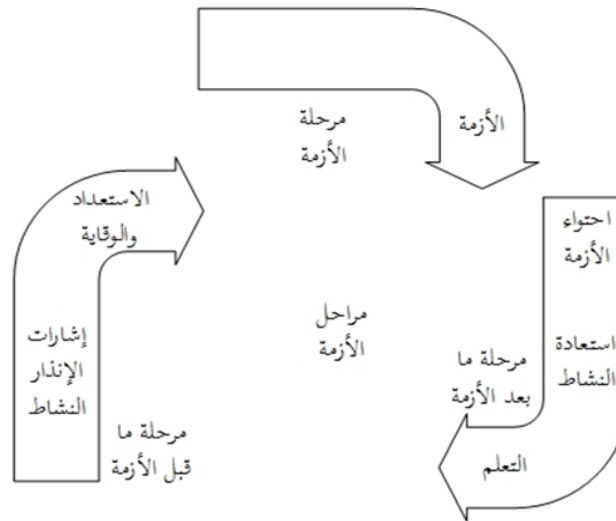 مرحلة
الأزمة
الأزمة
الاستعداد
والوقاية
احتواء
الأزمة
إشارات
الإنذار
النشاط
مراحل
الأزمة
استعادة
النشاط
مرحلة ما
بعد الأزمة
مرحلة ما
قبل الأزمة
التعلم